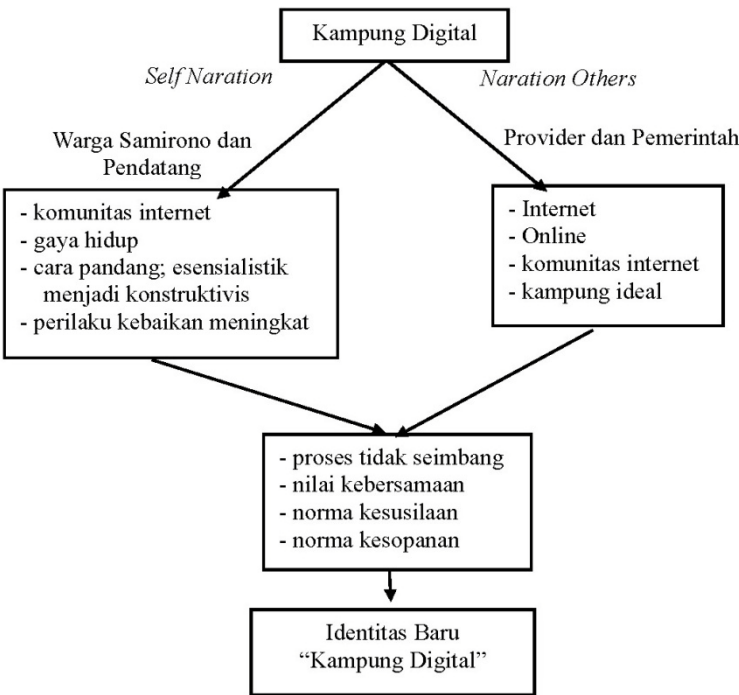 Kampung Digital
Self Naration
Naration Others
Warga Samirono dan
Pendatang
Provider dan Pemerintah
- komunitas internet
- gaya hidup
- cara pandang; esensialistik
menjadi konstruktivis
- perilaku kebaikan meningkat
- Internet
- Online
- komunitas internet
- kampung ideal
- proses tidak seimbang
- nilai kebersamaan
- norma kesusilaan
- norma kesopanan
Identitas Baru
“Kampung Digital”